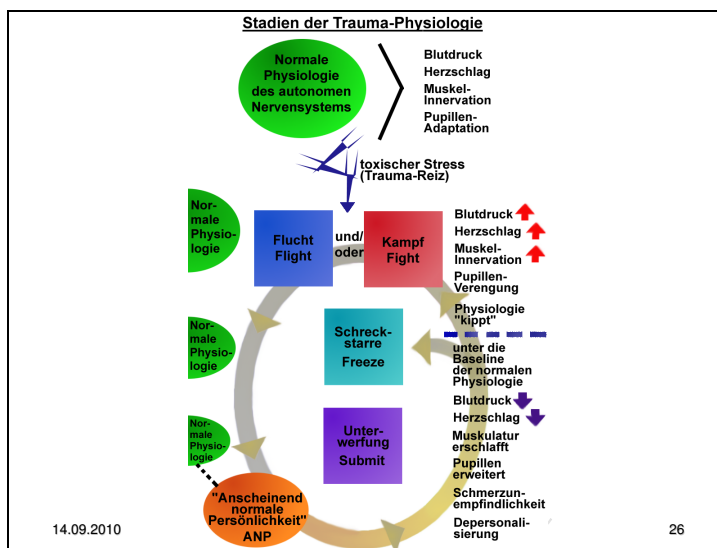 Stadien der Trauma-Physiologie
Normale
Physiologie
des autonomen
Nervensystems
Blutdruck
Herzschlag
Muskel-
Innervation
Pupillen-
Adaptation
toxischer Stress
(Trauma-Reiz)
Nor-
male
Physio-
logie
Flucht
Flight
und/
oder
Kampf
Fight
Blutdruck
Herzschlag
Muskel-
Innervation
Pupillen-
Verengung
Physiologie
"kippt"
Nor-
male
Physio-
logie
Schreck-
starre
Freeze
unter die
Baseline
der normalen
Physiologie
Blutdruck
Herzschlag
Muskulatur
erschlafft
Pupillen
erweitert
Schmerzun-
empfindlichkeit
Depersonali-
sierung
Nor-
male
Physio-
logie
Unter-
werfung
Submit
"Anscheinend
normale
Persönlichkeit"
ANP
14.09.2010
26